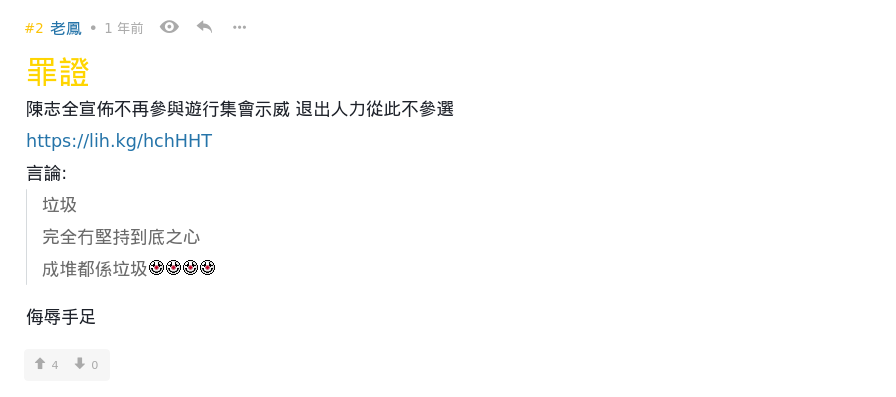 #2 老鳳 • 1 年前
罪證
陳志全宣佈不再參與遊行集會示威 退出人力從此不參選
https://lih.kg/hchHHT
言論:
垃圾
完全冇堅持到底之心
成堆都係垃圾
侮辱手足
4 0